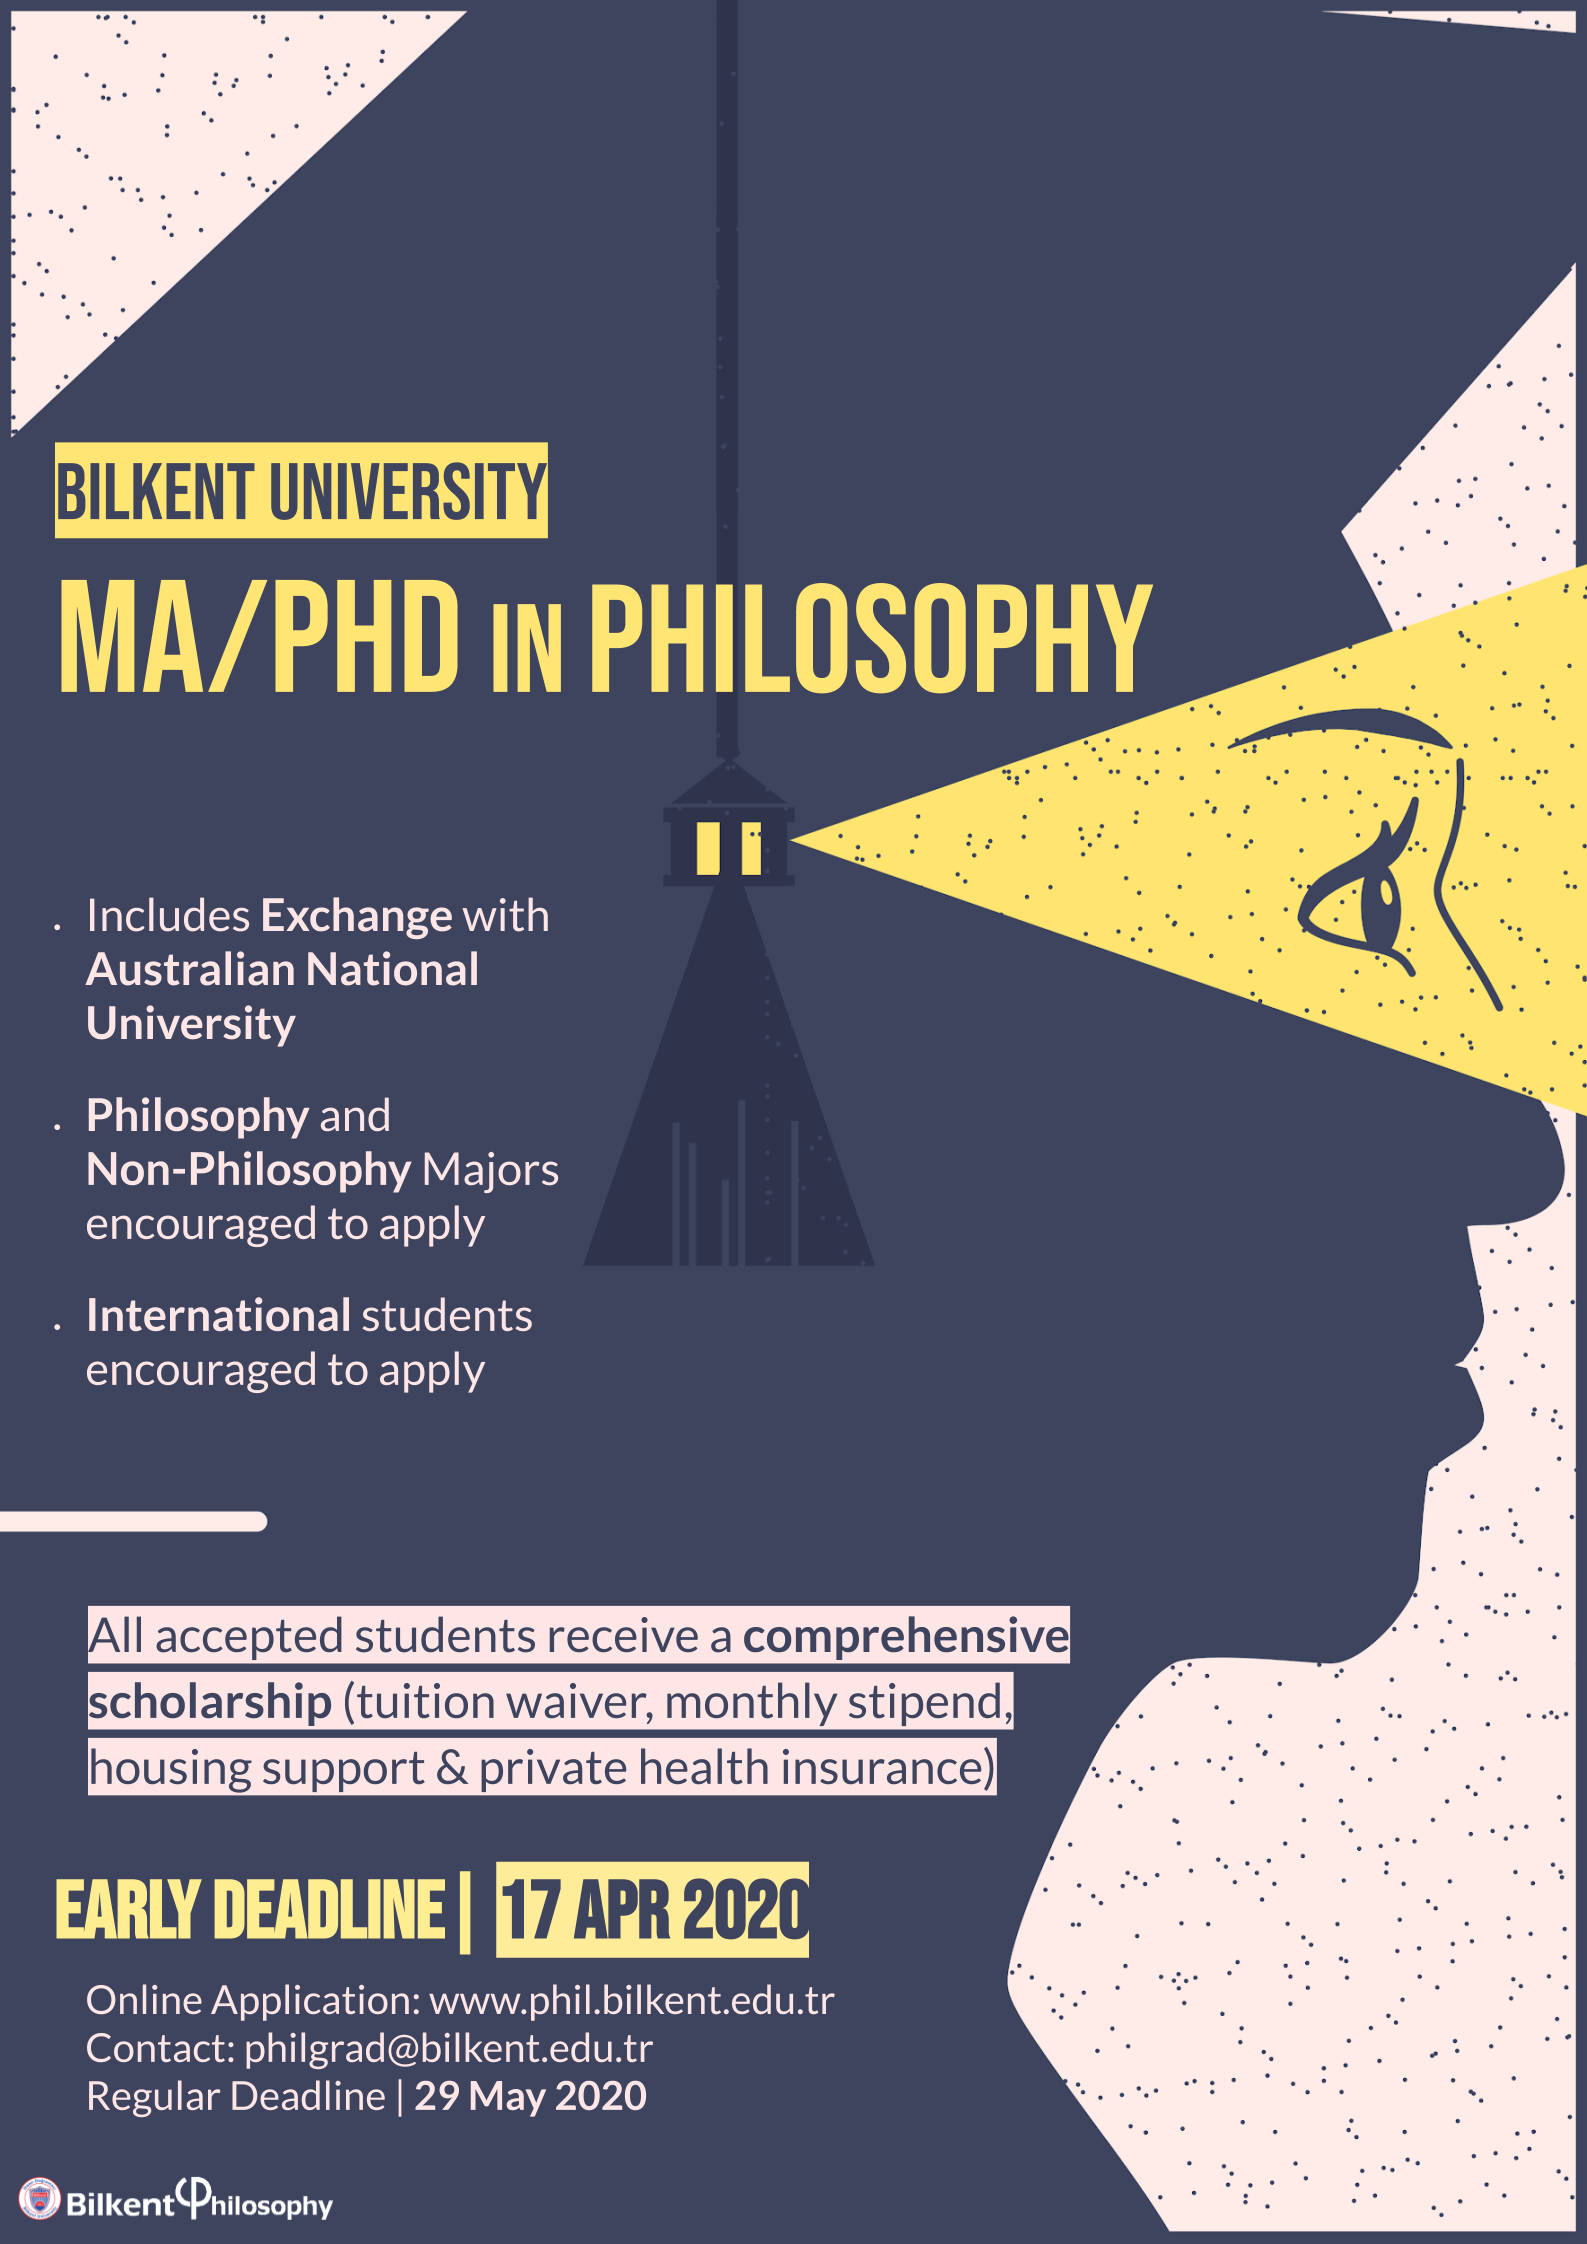 BILKENT UNIVERSITY
MA/PHD IN PHILOSOPHY
. Includes Exchange with
Australian National
University
. Philosophy and
Non-Philosophy Majors
encouraged to apply
. International students
encouraged to apply
All accepted students receive a comprehensive
scholarship (tuition waiver, monthly stipend,
housing support & private health insurance)
EARLY DEADLINE | 17 APR 2020
Online Application: www.phil.bilkent.edu.tr
Contact: philgrad@bilkent.edu.tr
Regular Deadline | 29 May 2020
Bilkent Philosophy